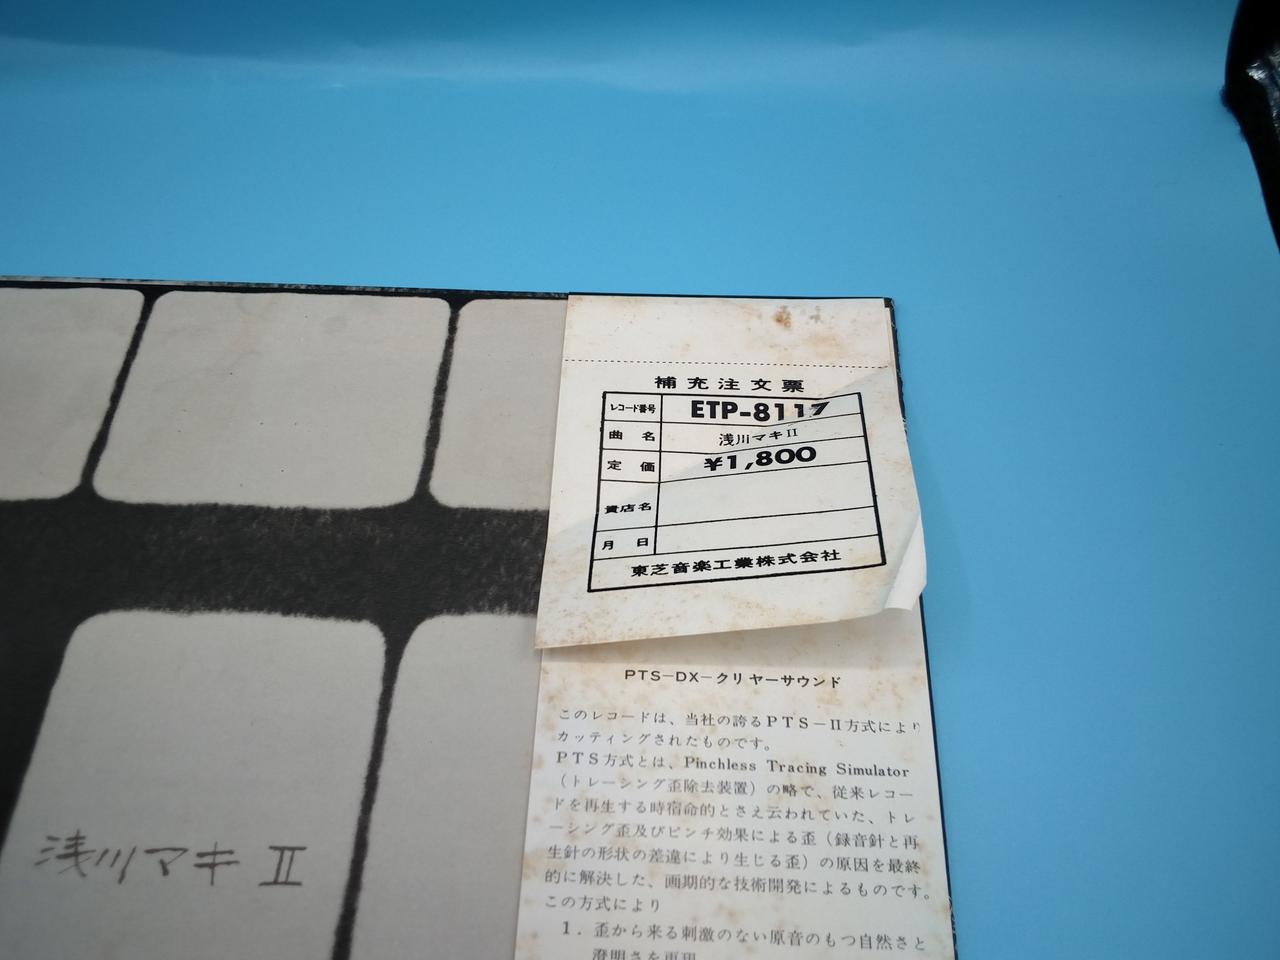 補充注文票
レコード番号 ETP-8117
曲名 浅川マキⅡ
定価 ¥1,800
貴店名
月日
東芝音楽工業株式会社
PTS-DX-クリヤーサウンド
このレコードは、当社の誇るPTS-Ⅱ方式により
カッティングされたものです。
PTS方式とは、Pinchless Tracing Simulator
（トレーシング歪除去装置）の略で、従来レコー
ドを再生する時宿命的とさえ云われていた、トレ
ーシング歪及びピンチ効果による歪（録音針と再
生針の形状の差違により生じる歪）の原因を最終
的に解決した、画期的な技術開発によるものです。
この方式により
1. 歪から来る刺激のない原音のもつ自然さと
澄明さを再現
浅川マキ Ⅱ